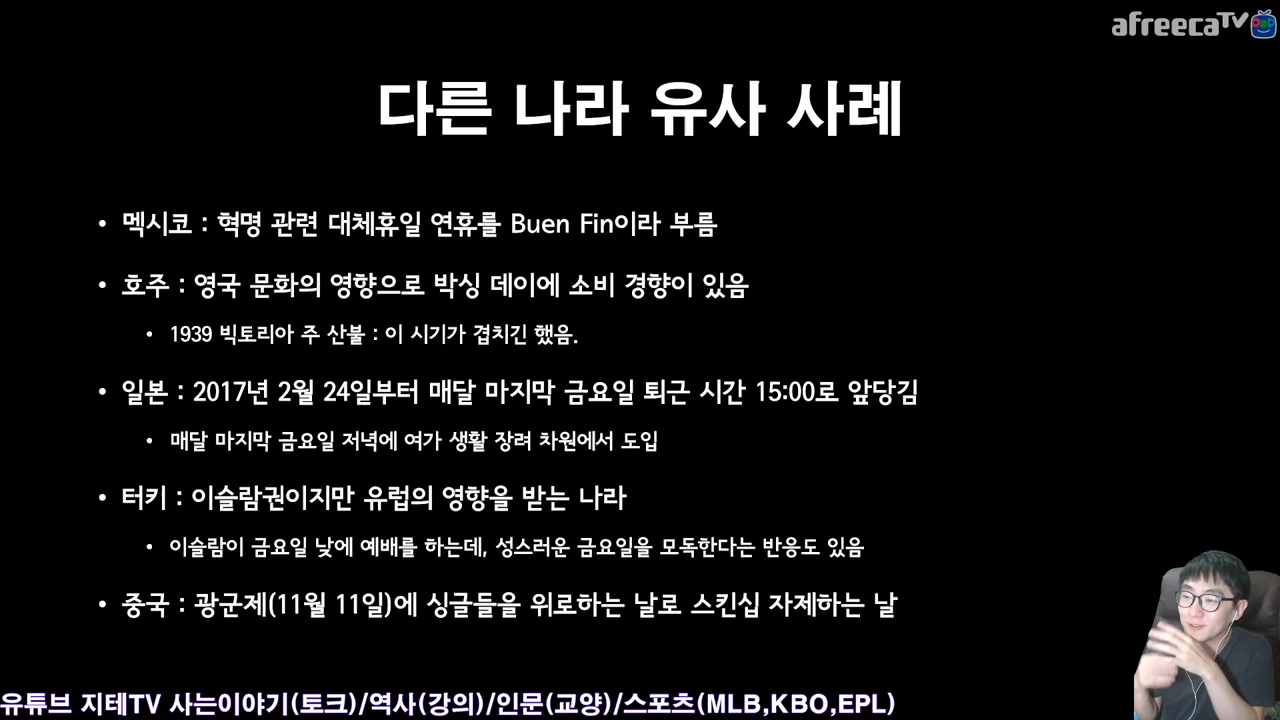 afreecaTV
다른 나라 유사 사례
• 멕시코 : 혁명 관련 대체휴일 연휴를 Buen Fin이라 부름
• 호주 : 영국 문화의 영향으로 박싱 데이에 소비 경향이 있음
• 1939 빅토리아 주 산불 : 이 시기가 겹치긴 했음.
• 일본 : 2017년 2월 24일부터 매달 마지막 금요일 퇴근 시간 15:00로 앞당김
• 매달 마지막 금요일 저녁에 여가 생활 장려 차원에서 도입
• 터키 : 이슬람권이지만 유럽의 영향을 받는 나라
• 이슬람이 금요일 낮에 예배를 하는데, 성스러운 금요일을 모독한다는 반응도 있음
• 중국 : 광군제(11월 11일)에 싱글들을 위로하는 날로 스킨십 자제하는 날
유튜브 지테TV 사는이야기(토크)/역사(강의)/인문(교양)/스포츠(MLB,KBO,EPL)